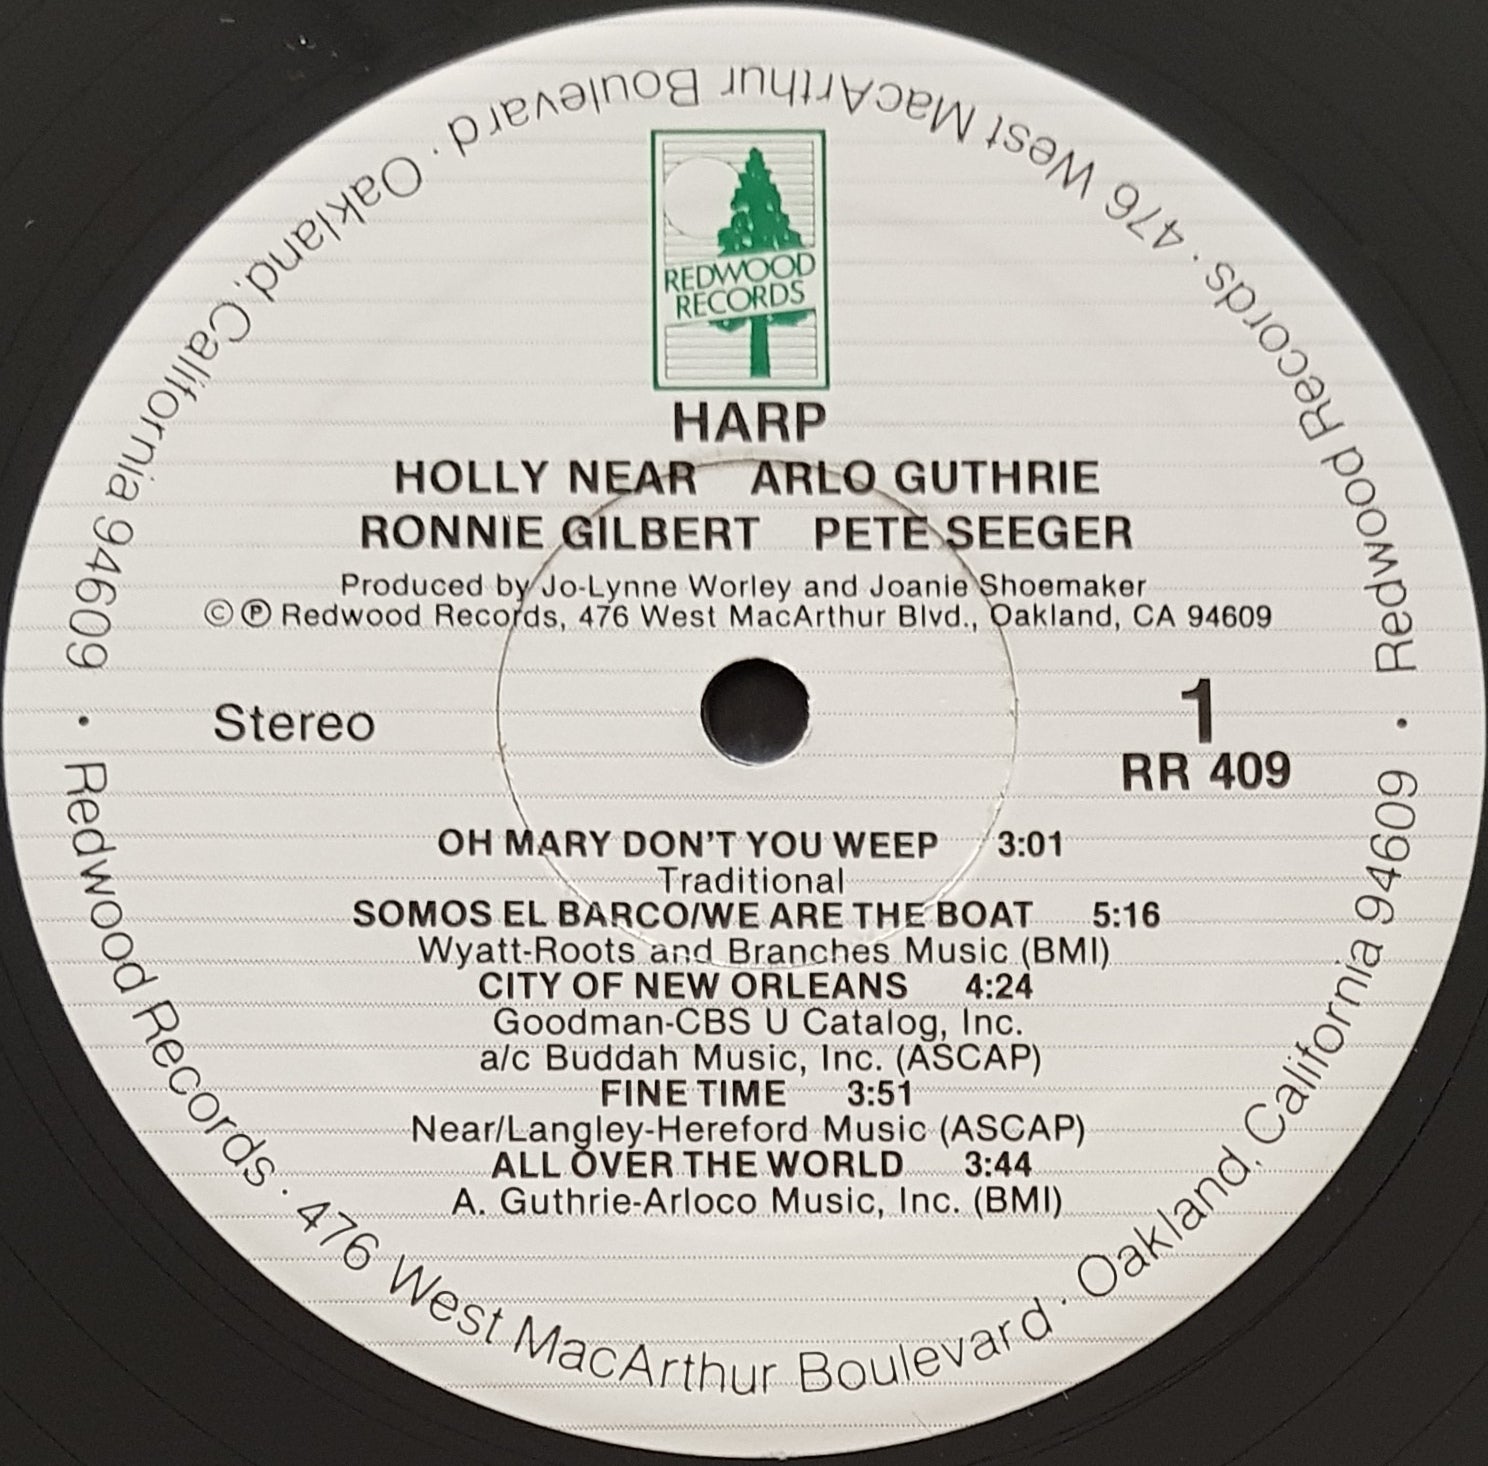 REDWOOD
RECORDS
HARP
HOLLY NEAR ARLO GUTHRIE
RONNIE GILBERT PETE SEEGER
Produced by Jo-Lynne Worley and Joanie Shoemaker
© ℗ Redwood Records, 476 West MacArthur Blvd., Oakland, CA 94609
Stereo
1
RR 409
OH MARY DON'T YOU WEEP 3:01
Traditional
SOMOS EL BARCO/WE ARE THE BOAT 5:16
Wyatt-Roots and Branches Music (BMI)
CITY OF NEW ORLEANS 4:24
Goodman-CBS U Catalog, Inc.
a/c Buddah Music, Inc. (ASCAP)
FINE TIME 3:51
Near/Langley-Hereford Music (ASCAP)
ALL OVER THE WORLD 3:44
A. Guthrie-Arloco Music, Inc. (BMI)
Redwood Records · 476 West MacArthur Boulevard · Oakland, California 94609 ·
Redwood Records · 476 West MacArthur Boulevard · Oakland, California 94609 ·